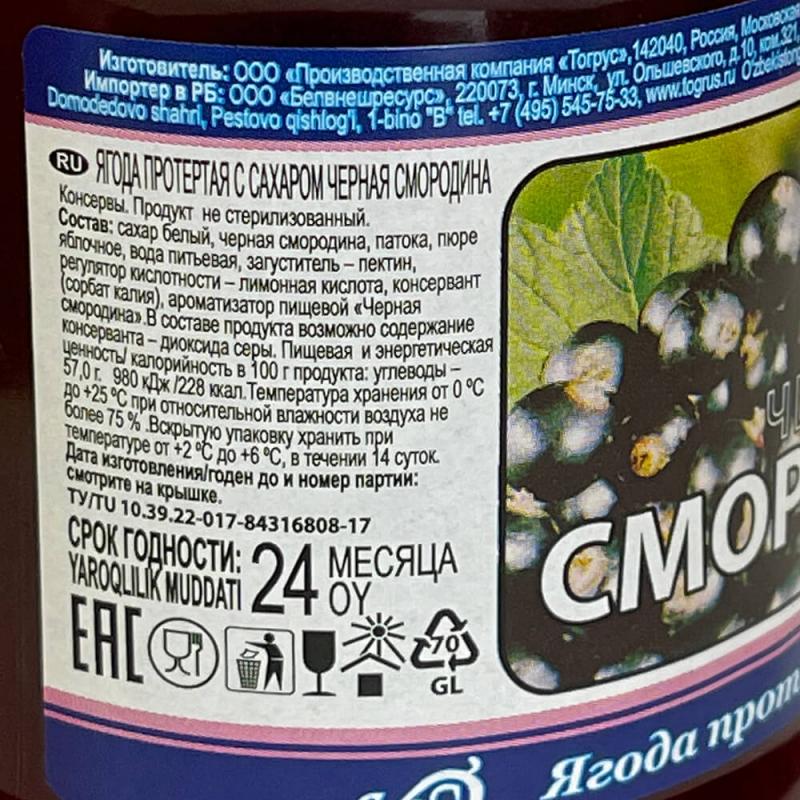 Изготовитель: ООО «Производственная компания «Тогрус», 142040, Россия, Московская
Импортер в РБ: ООО «Белвнешресурс», 220073, г. Минск, ул. Ольшевского, д.10, ком.321,
Domodedovo shahri, Pestovo qishlog'i, 1-bino "B" tel. +7 (495) 545-75-33, www.togrus.ru O'zbekiston
RU ЯГОДА ПРОТЕРТАЯ С САХАРОМ ЧЕРНАЯ СМОРОДИНА
Консервы. Продукт не стерилизованный.
Состав: сахар белый, черная смородина, патока, пюре
яблочное, вода питьевая, загуститель – пектин,
регулятор кислотности – лимонная кислота, консервант
(сорбат калия), ароматизатор пищевой «Черная
смородина».В составе продукта возможно содержание
консерванта – диоксида серы. Пищевая и энергетическая
ценность/ калорийность в 100 г продукта: углеводы –
57,0 г. 980 кДж /228 ккал.Температура хранения от 0 °С
до +25 °С при относительной влажности воздуха не
более 75 % .Вскрытую упаковку хранить при
температуре от +2 °С до +6 °С, в течении 14 суток.
Дата изготовления/годен до и номер партии:
смотрите на крышке.
ТУ/TU 10.39.22-017-84316808-17
СРОК ГОДНОСТИ: 24 МЕСЯЦА
YAROQLILIK MUDDATI OY
EAC
70
GL
Ч
СМОР
Ягода прот